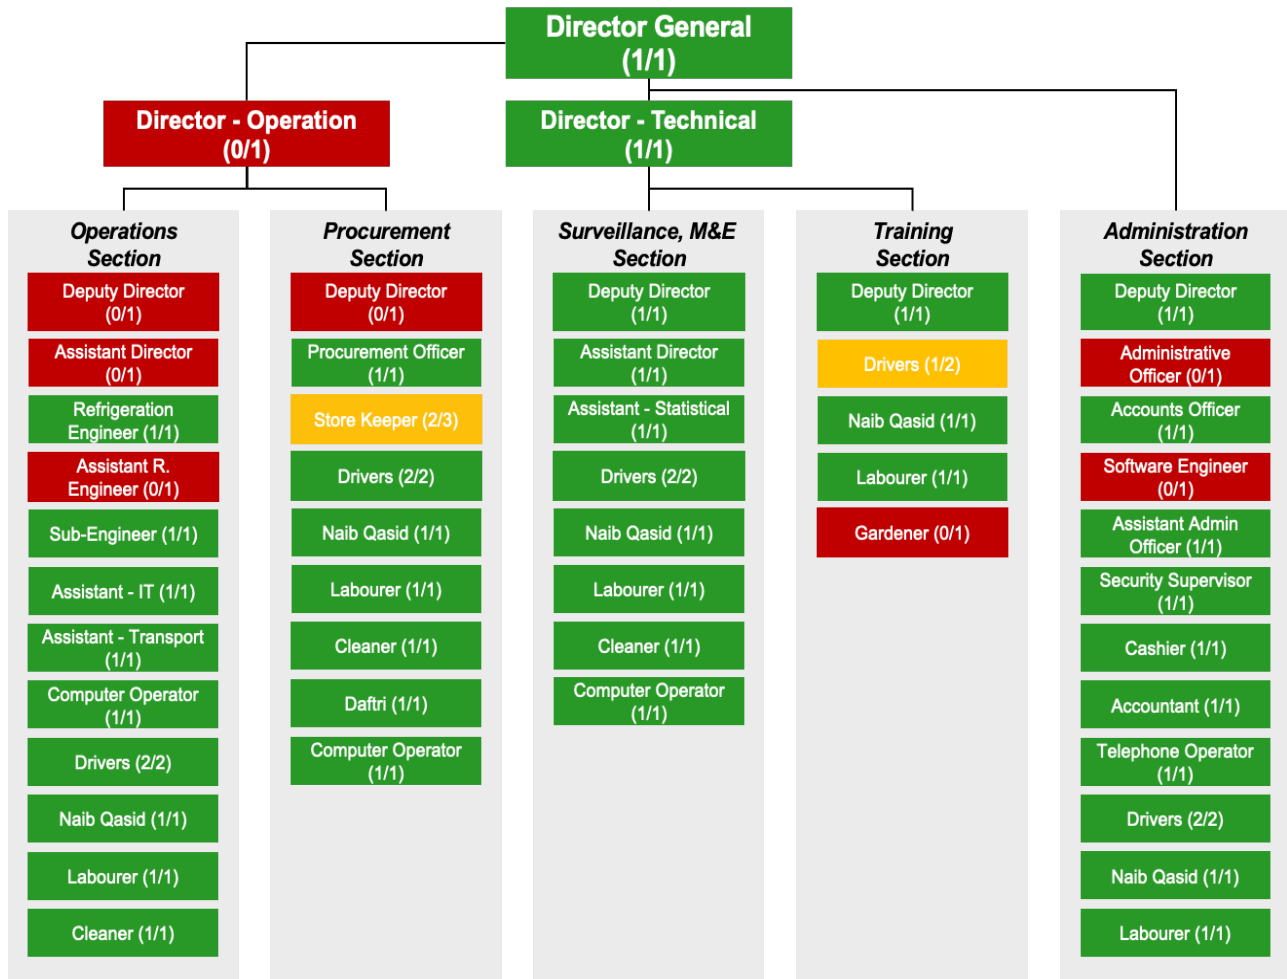 Director General
(1/1)
Director - Operation
(0/1)
Director - Technical
(1/1)
Operations
Section
Deputy Director
(0/1)
Assistant Director
(0/1)
Refrigeration
Engineer (1/1)
Assistant R.
Engineer (0/1)
Sub-Engineer (1/1)
Assistant - IT (1/1)
Assistant - Transport
(1/1)
Computer Operator
(1/1)
Drivers (2/2)
Naib Qasid (1/1)
Labourer (1/1)
Cleaner (1/1)
Procurement
Section
Deputy Director
(0/1)
Procurement Officer
(1/1)
Store Keeper (2/3)
Drivers (2/2)
Naib Qasid (1/1)
Labourer (1/1)
Cleaner (1/1)
Daftri (1/1)
Computer Operator
(1/1)
Surveillance, M&E
Section
Deputy Director
(1/1)
Assistant Director
(1/1)
Assistant - Statistical
(1/1)
Drivers (2/2)
Naib Qasid (1/1)
Labourer (1/1)
Cleaner (1/1)
Computer Operator
(1/1)
Training
Section
Deputy Director
(1/1)
Drivers (1/2)
Naib Qasid (1/1)
Labourer (1/1)
Gardener (0/1)
Administration
Section
Deputy Director
(1/1)
Administrative
Officer (0/1)
Accounts Officer
(1/1)
Software Engineer
(0/1)
Assistant Admin
Officer (1/1)
Security Supervisor
(1/1)
Cashier (1/1)
Accountant (1/1)
Telephone Operator
(1/1)
Drivers (2/2)
Naib Qasid (1/1)
Labourer (1/1)